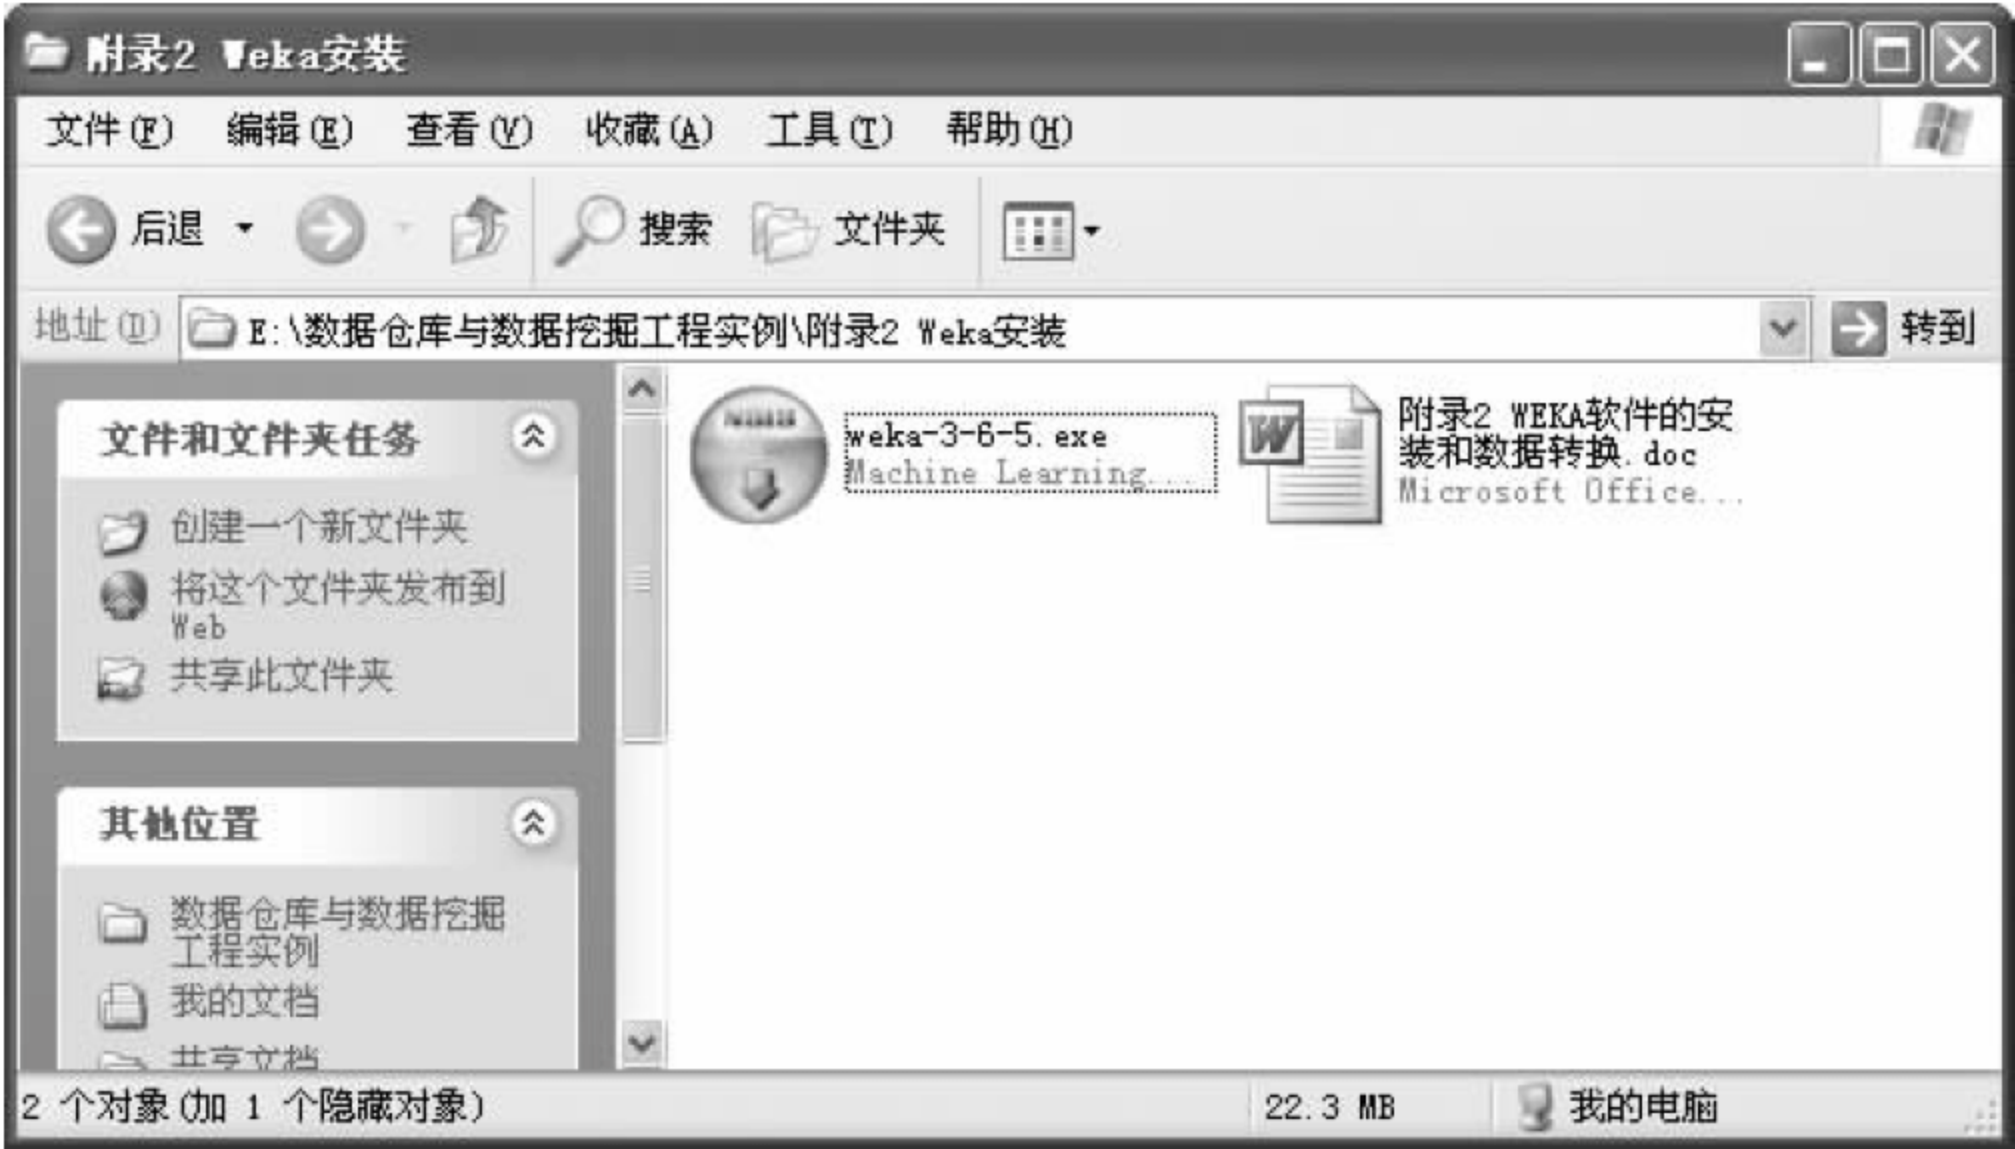 附录2 Weka安装
文件(F) 编辑(E) 查看(V) 收藏(A) 工具(T) 帮助(H)
后退 搜索 文件夹
地址(D) E:\数据仓库与数据挖掘工程实例\附录2 Weka安装 转到
文件和文件夹任务
创建一个新文件夹
将这个文件夹发布到
Web
共享此文件夹
其他位置
数据仓库与数据挖掘
工程实例
我的文档
共享文档
weka-3-6-5.exe
Machine Learning...
附录2 WEKA软件的安
装和数据转换.doc
Microsoft Office...
2 个对象(加 1 个隐藏对象) 22.3 MB 我的电脑